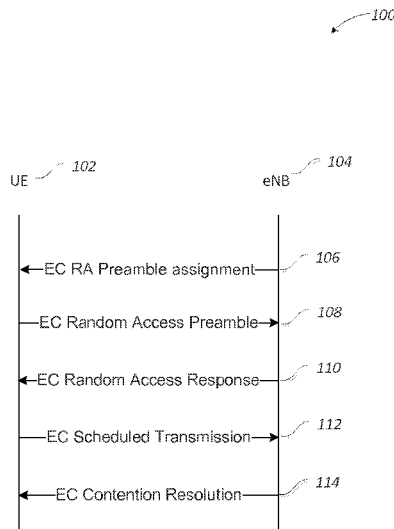 100
UE 102 eNB 104
EC RA Preamble assignment 106
EC Random Access Preamble 108
EC Random Access Response 110
EC Scheduled Transmission 112
EC Contention Resolution 114